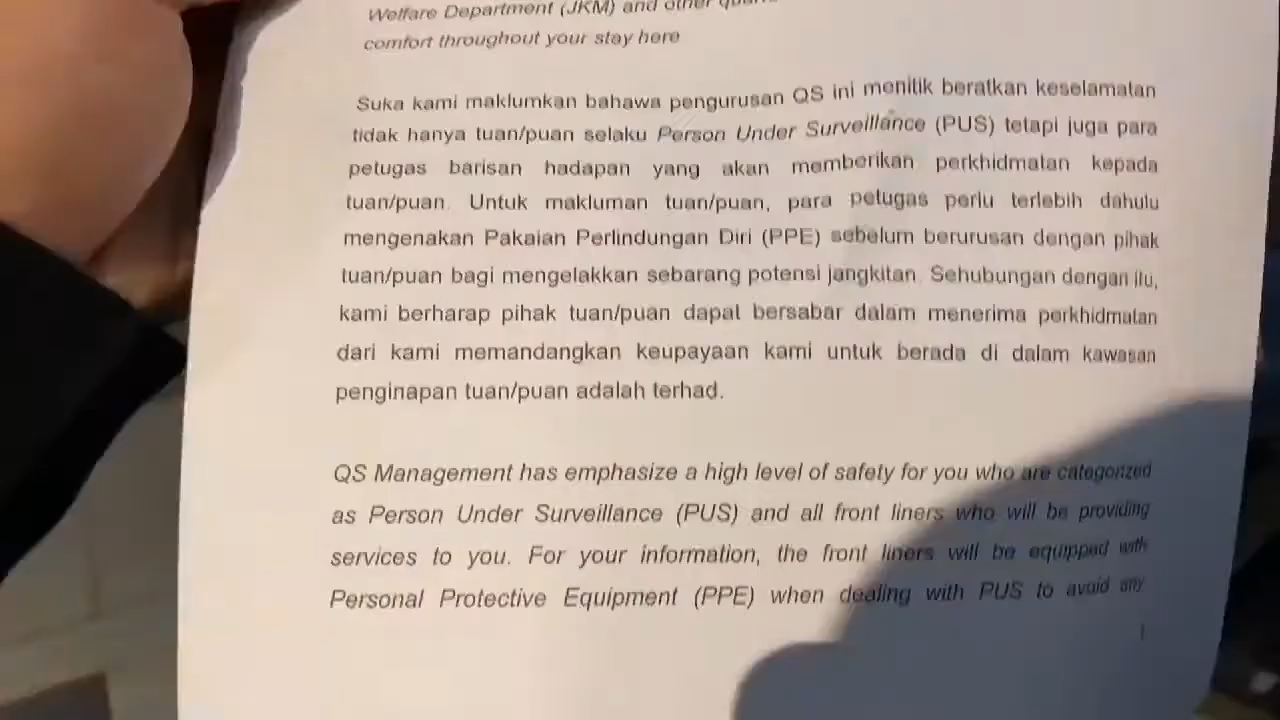 Welfare Department (JKM) and other
comfort throughout your stay here
Suka kami maklumkan bahawa pengurusan QS ini menitik beratkan keselamatan
tidak hanya tuan/puan selaku Person Under Surveillance (PUS) tetapi juga para
petugas barisan hadapan yang akan memberikan perkhidmatan kepada
tuan/puan. Untuk makluman tuan/puan, para petugas perlu terlebih dahulu
mengenakan Pakaian Perlindungan Diri (PPE) sebelum berurusan dengan pihak
tuan/puan bagi mengelakkan sebarang potensi jangkitan. Sehubungan dengan itu,
kami berharap pihak tuan/puan dapat bersabar dalam menerima perkhidmatan
dari kami memandangkan keupayaan kami untuk berada di dalam kawasan
penginapan tuan/puan adalah terhad.
QS Management has emphasize a high level of safety for you who are categorized
as Person Under Surveillance (PUS) and all front liners who will be providing
services to you. For your information, the front liners will be equipped with
Personal Protective Equipment (PPE) when dealing with PUS to avoid any
1